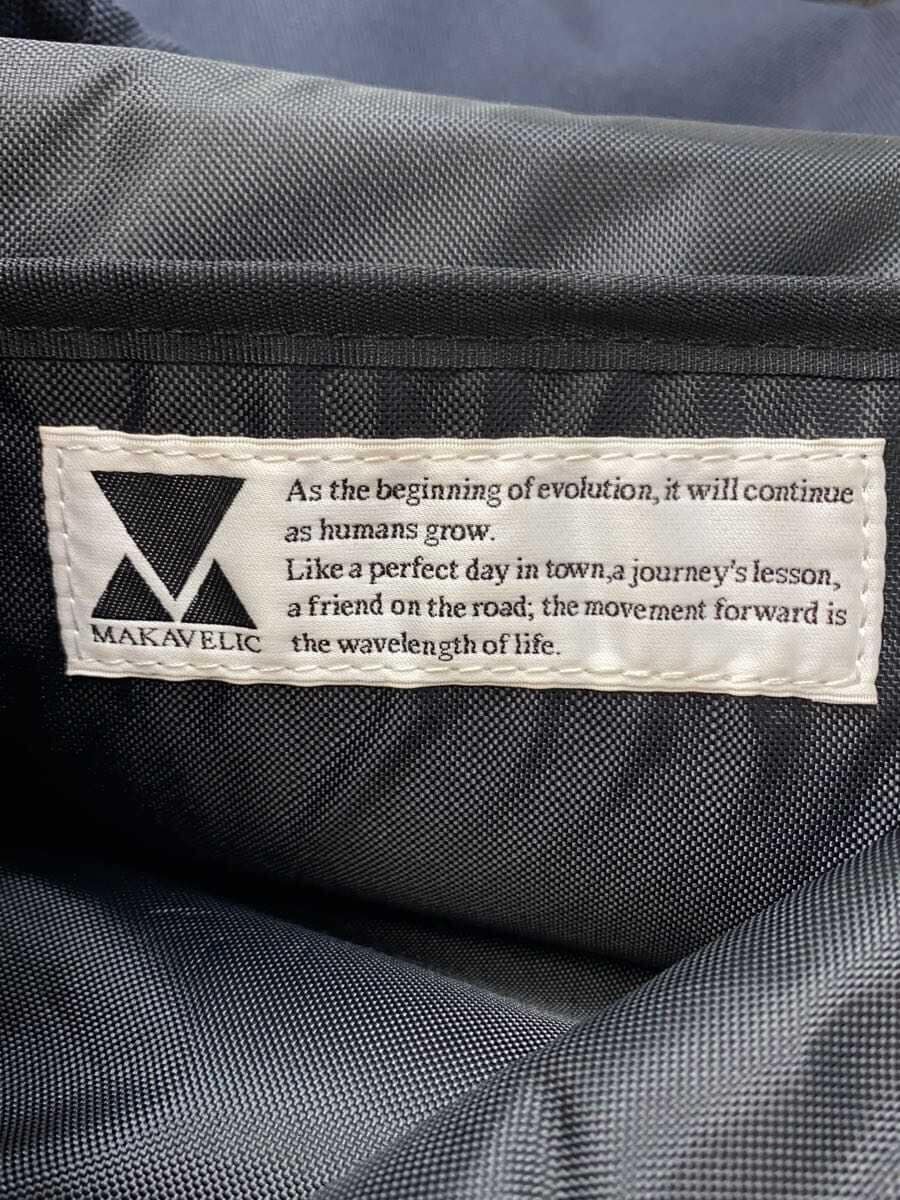 As the beginning of evolution, it will continue
as humans grow.
Like a perfect day in town,a journey's lesson,
a friend on the road; the movement forward is
the wavelength of life.
MAKAVELIC